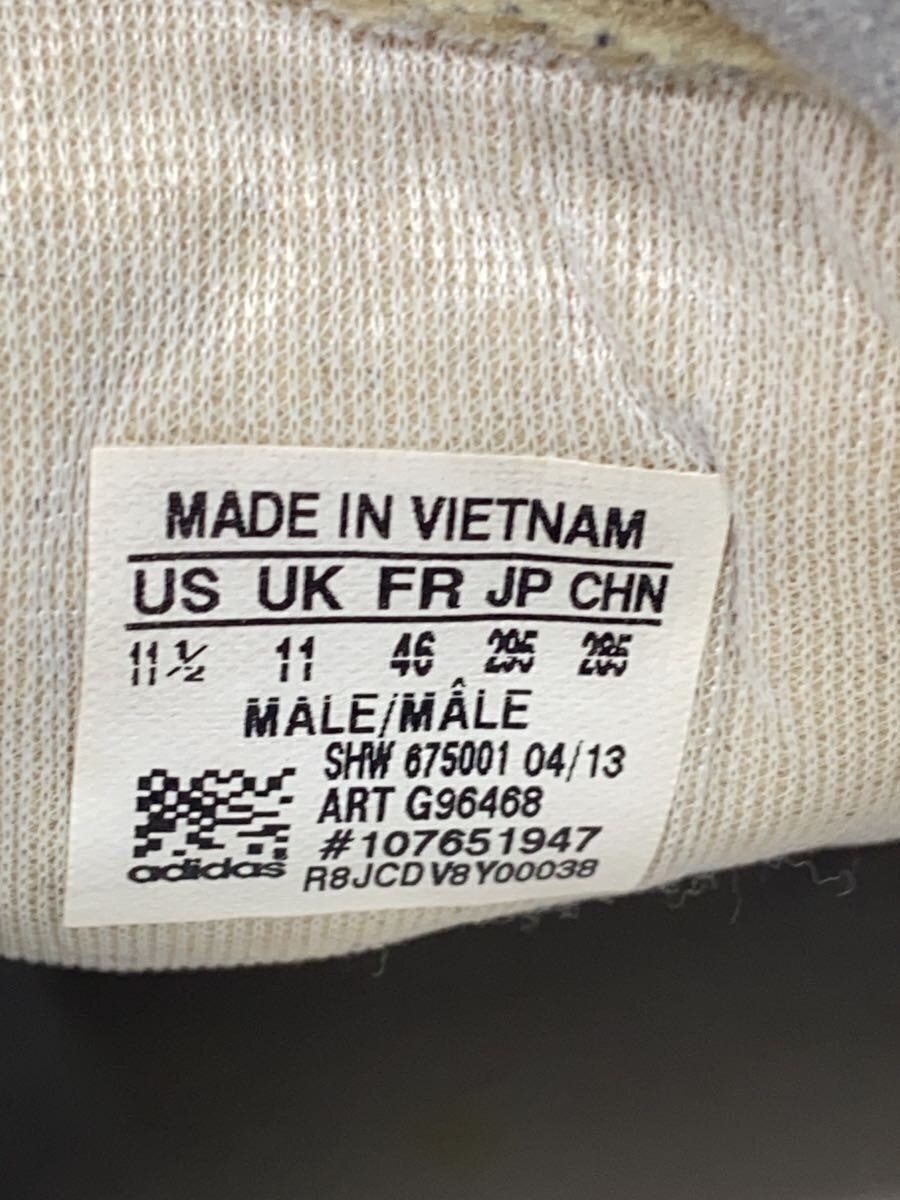 MADE IN VIETNAM
US UK FR JP CHN
11½ 11 46 295 285
MALE/MÂLE
SHW 675001 04/13
ART G96468
#107651947
R8JCDV8Y00038
adidas